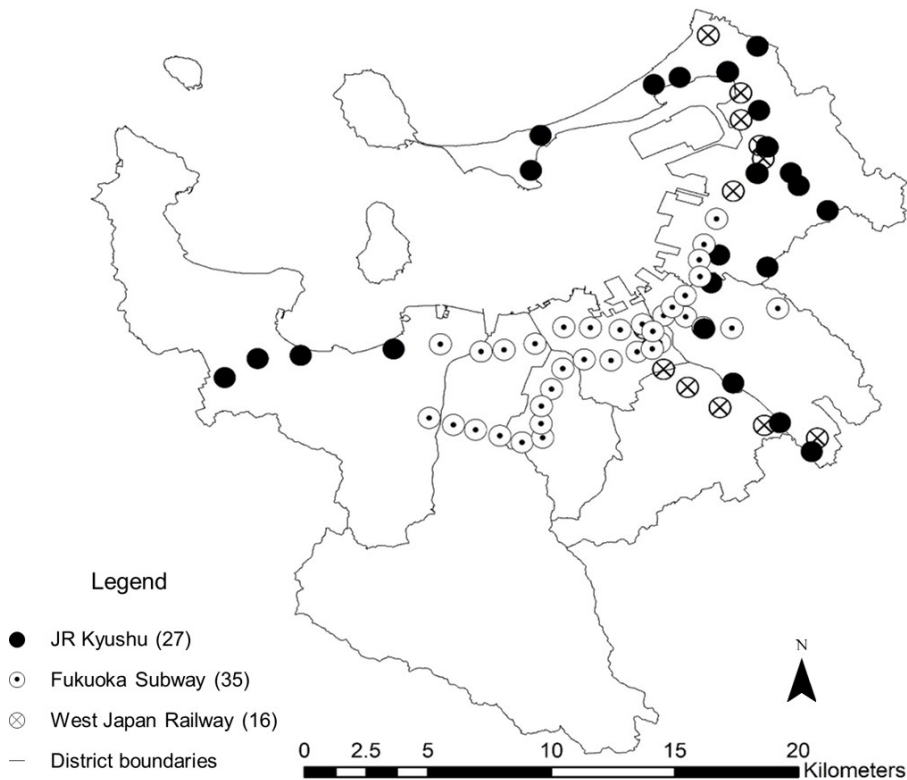 Legend
JR Kyushu (27)
Fukuoka Subway (35)
West Japan Railway (16)
District boundaries
N
0 2.5 5 10 15 20
Kilometers